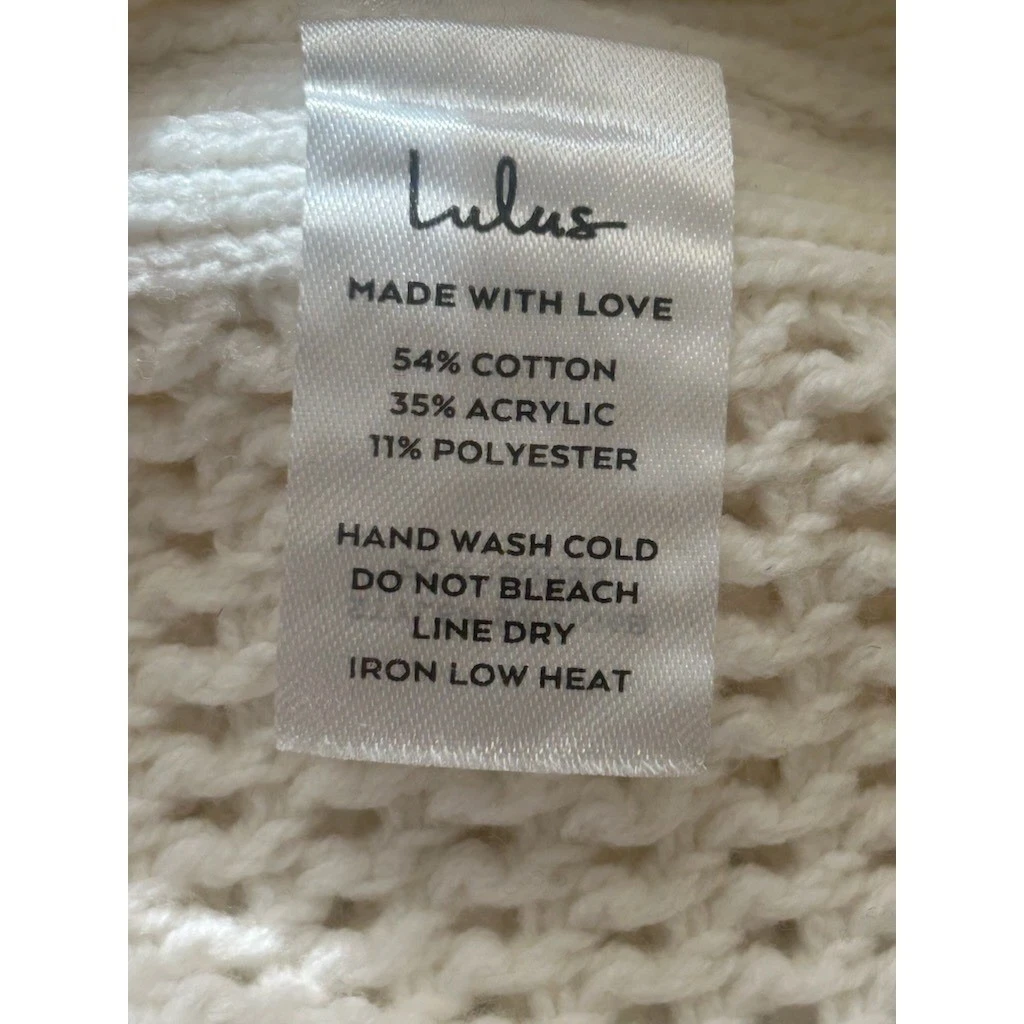 Lulus
MADE WITH LOVE
54% COTTON
35% ACRYLIC
11% POLYESTER
HAND WASH COLD
DO NOT BLEACH
LINE DRY
IRON LOW HEAT